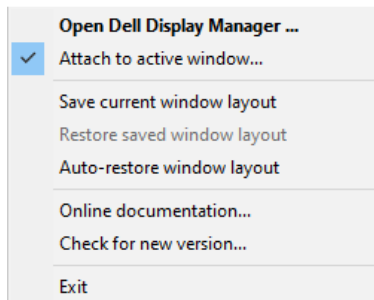 Open Dell Display Manager ...
Attach to active window...
Save current window layout
Restore saved window layout
Auto-restore window layout
Online documentation...
Check for new version...
Exit